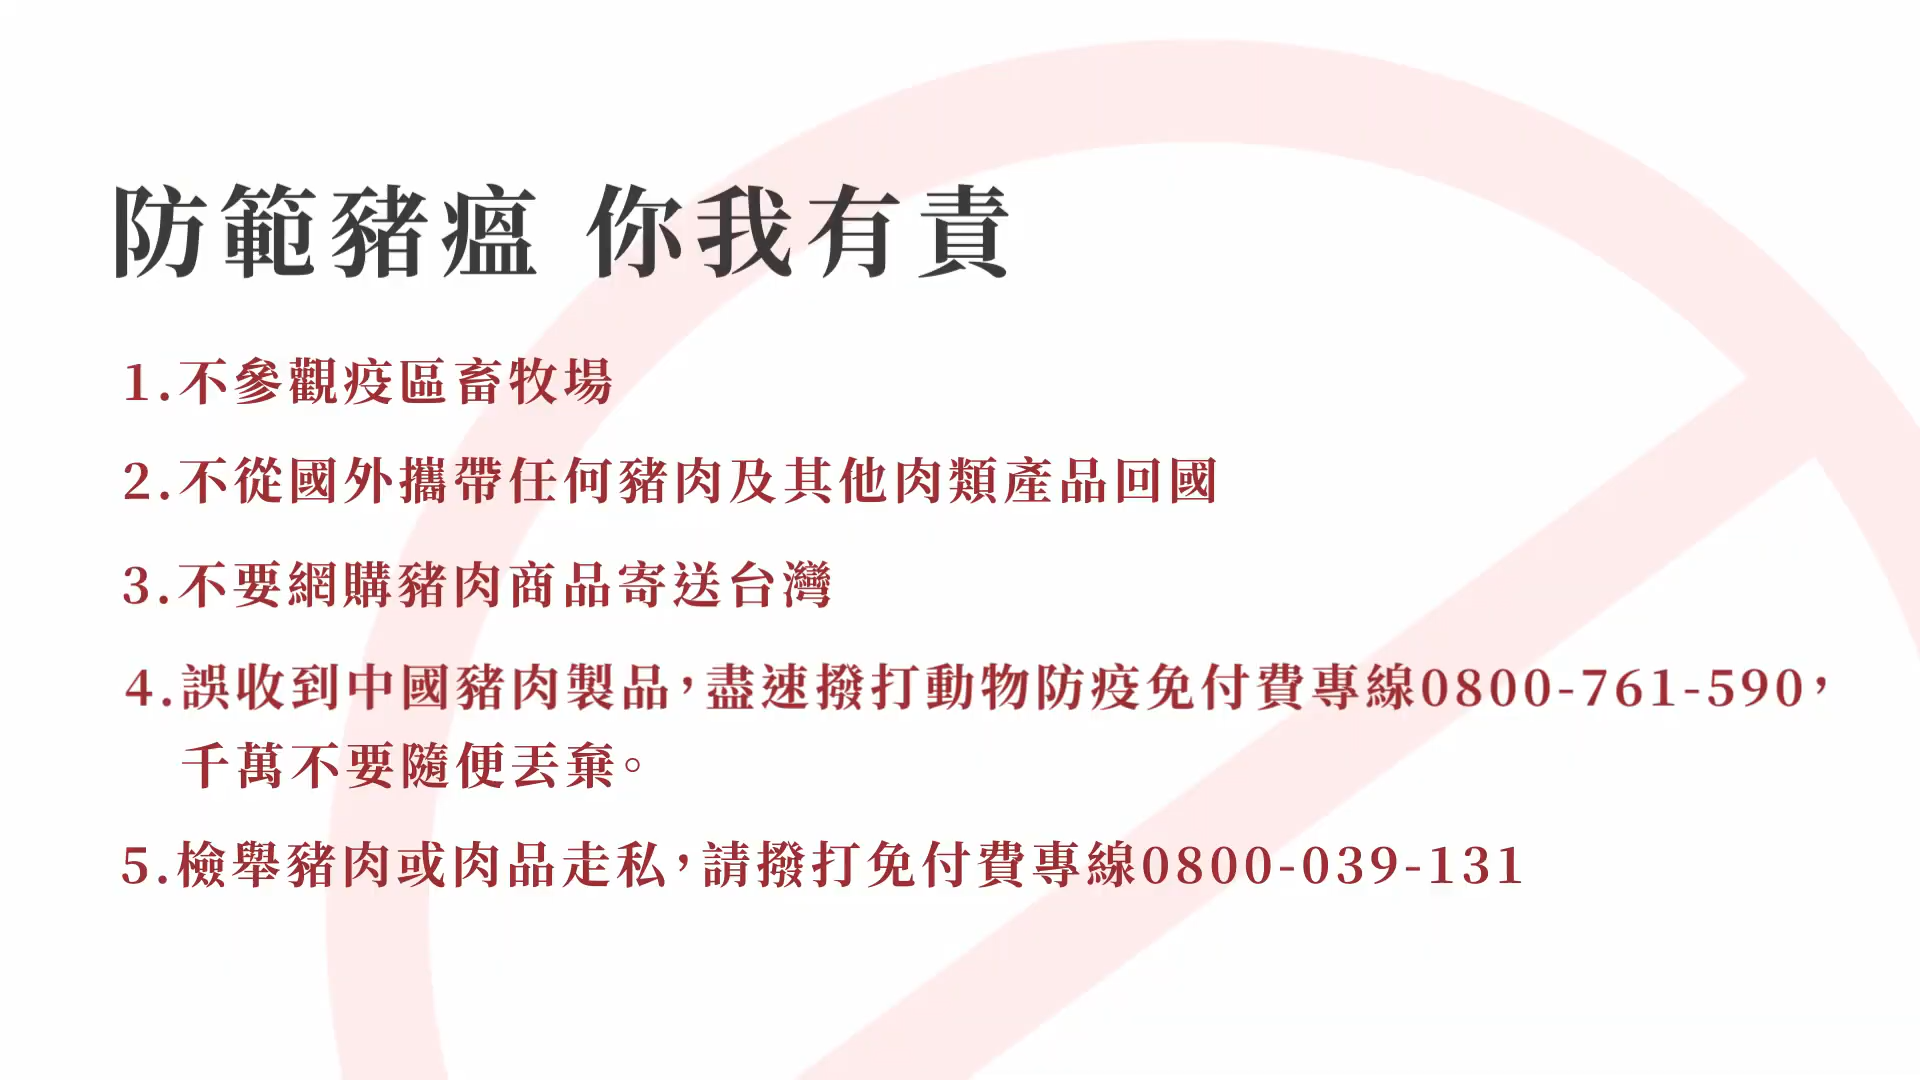 防範豬瘟 你我有責
1.不參觀疫區畜牧場
2.不從國外攜帶任何豬肉及其他肉類產品回國
3.不要網購豬肉商品寄送台灣
4.誤收到中國豬肉製品，盡速撥打動物防疫免付費專線0800-761-590，
千萬不要隨便丟棄。
5.檢舉豬肉或肉品走私，請撥打免付費專線0800-039-131